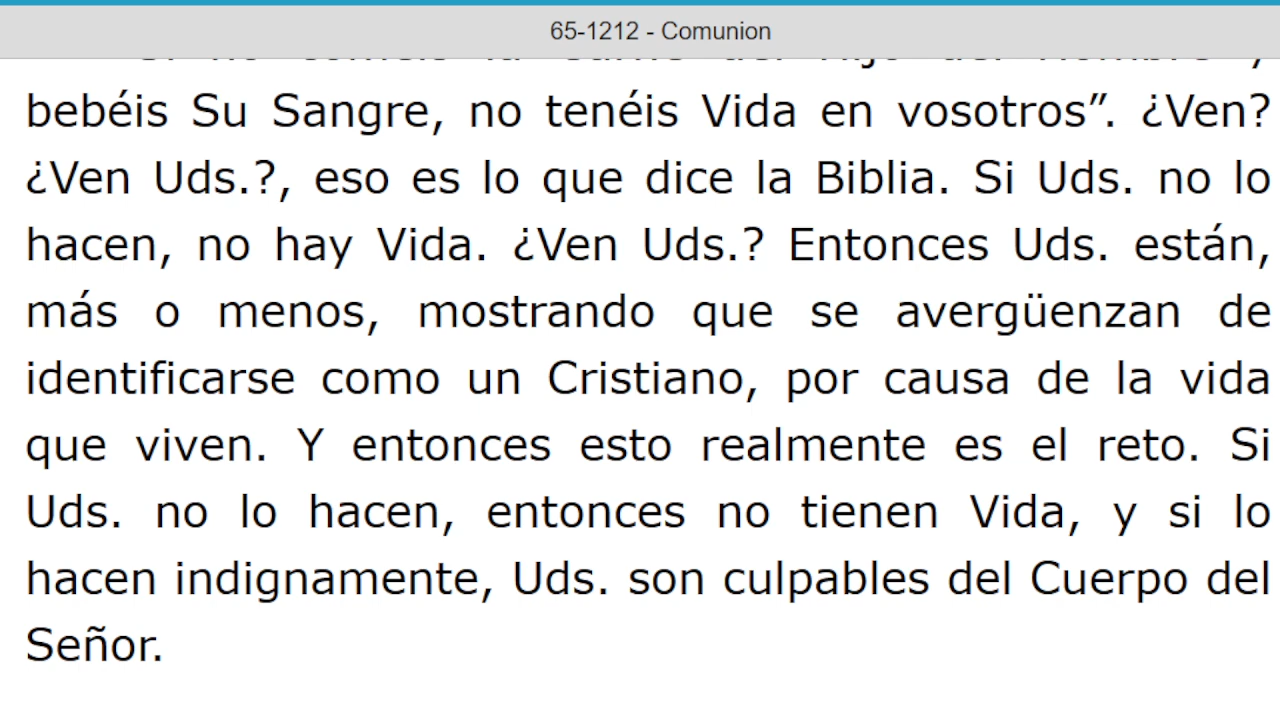 65-1212 - Comunion
bebéis Su Sangre, no tenéis Vida en vosotros”. ¿Ven?
¿Ven Uds.?, eso es lo que dice la Biblia. Si Uds. no lo
hacen, no hay Vida. ¿Ven Uds.? Entonces Uds. están,
más o menos, mostrando que se avergüenzan de
identificarse como un Cristiano, por causa de la vida
que viven. Y entonces esto realmente es el reto. Si
Uds. no lo hacen, entonces no tienen Vida, y si lo
hacen indignamente, Uds. son culpables del Cuerpo del
Señor.